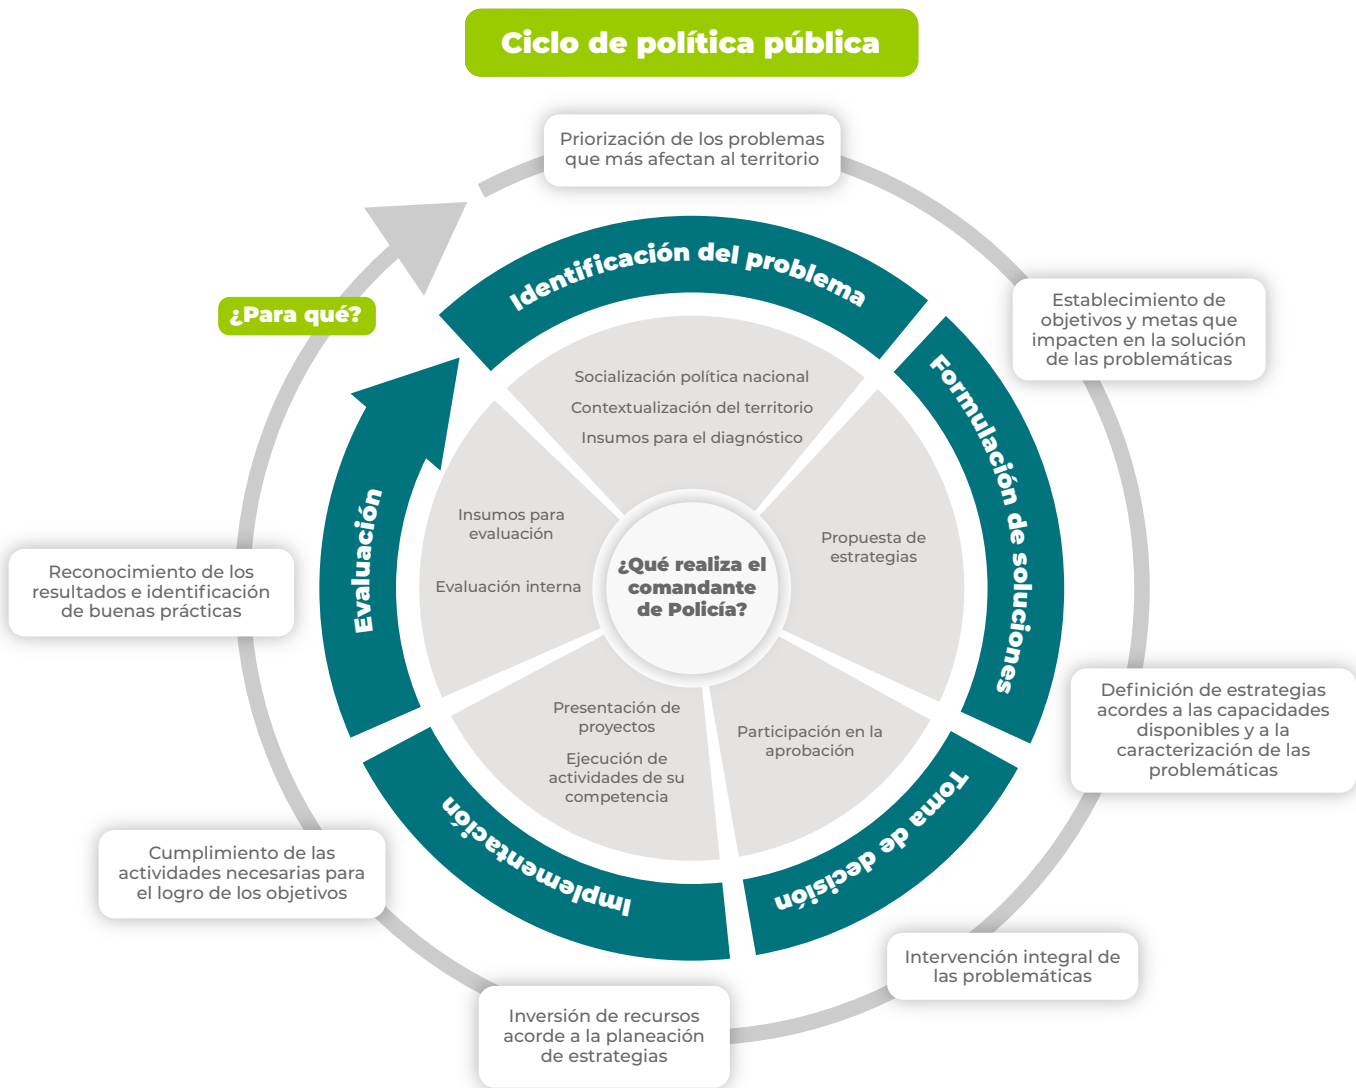 Ciclo de política pública
Priorización de los problemas
que más afectan al territorio
¿Para qué?
Identificación del problema
Establecimiento de
objetivos y metas que
impacten en la solución
de las problemáticas
Socialización política nacional
Contextualización del territorio
Insumos para el diagnóstico
Formulación de soluciones
Propuesta de
estrategias
¿Qué realiza el
comandante
de Policía?
Insumos para
evaluación
Evaluación interna
Evaluación
Reconocimiento de los
resultados e identificación
de buenas prácticas
Definición de estrategias
acordes a las capacidades
disponibles y a la
caracterización de las
problemáticas
Participación en la
aprobación
Toma de decisión
Presentación de
proyectos
Ejecución de
actividades de su
competencia
Implementación
Cumplimiento de las
actividades necesarias para
el logro de los objetivos
Intervención integral de
las problemáticas
Inversión de recursos
acorde a la planeación
de estrategias